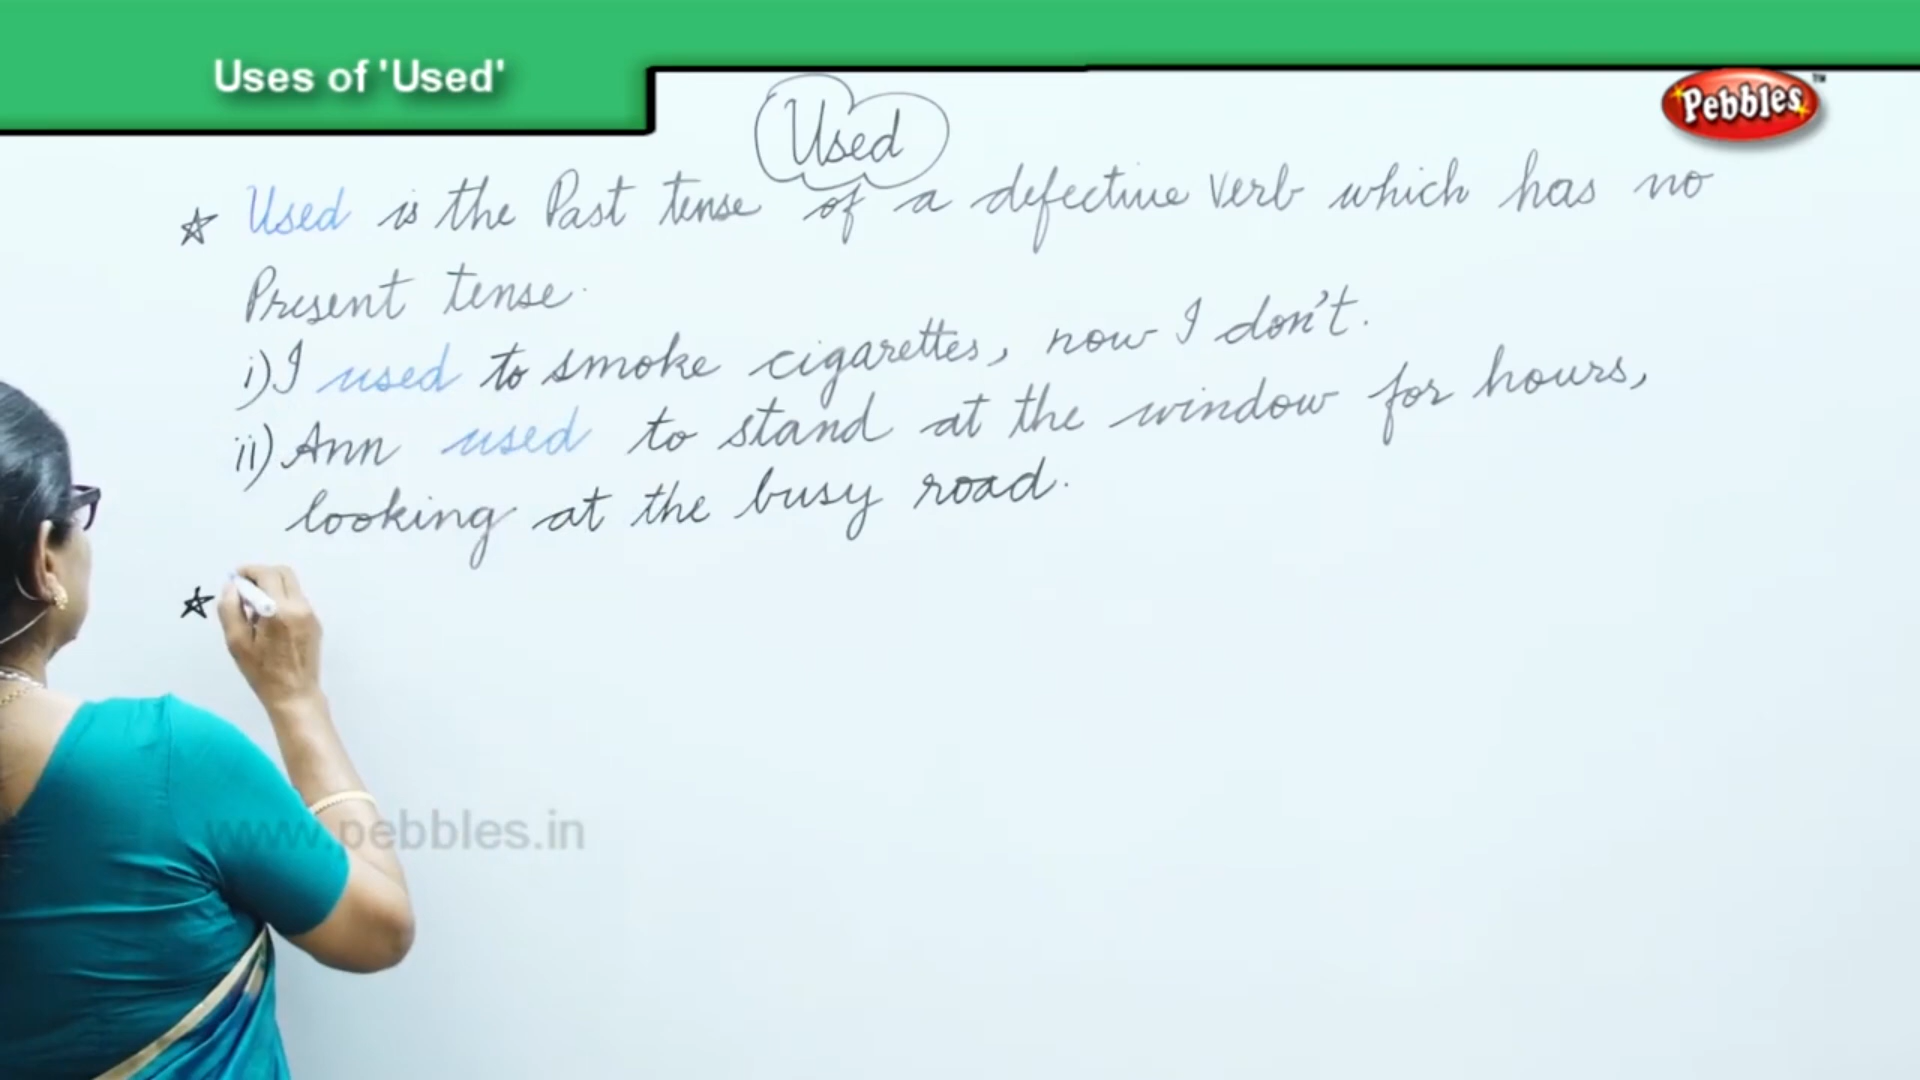 Uses of 'Used'
Pebbles™
Used
☆ Used is the Past tense of a defective Verb which has no
Present tense.
i) I used to smoke cigarettes, now I don't.
ii) Ann used to stand at the window for hours,
looking at the busy road.
☆
www.pebbles.in